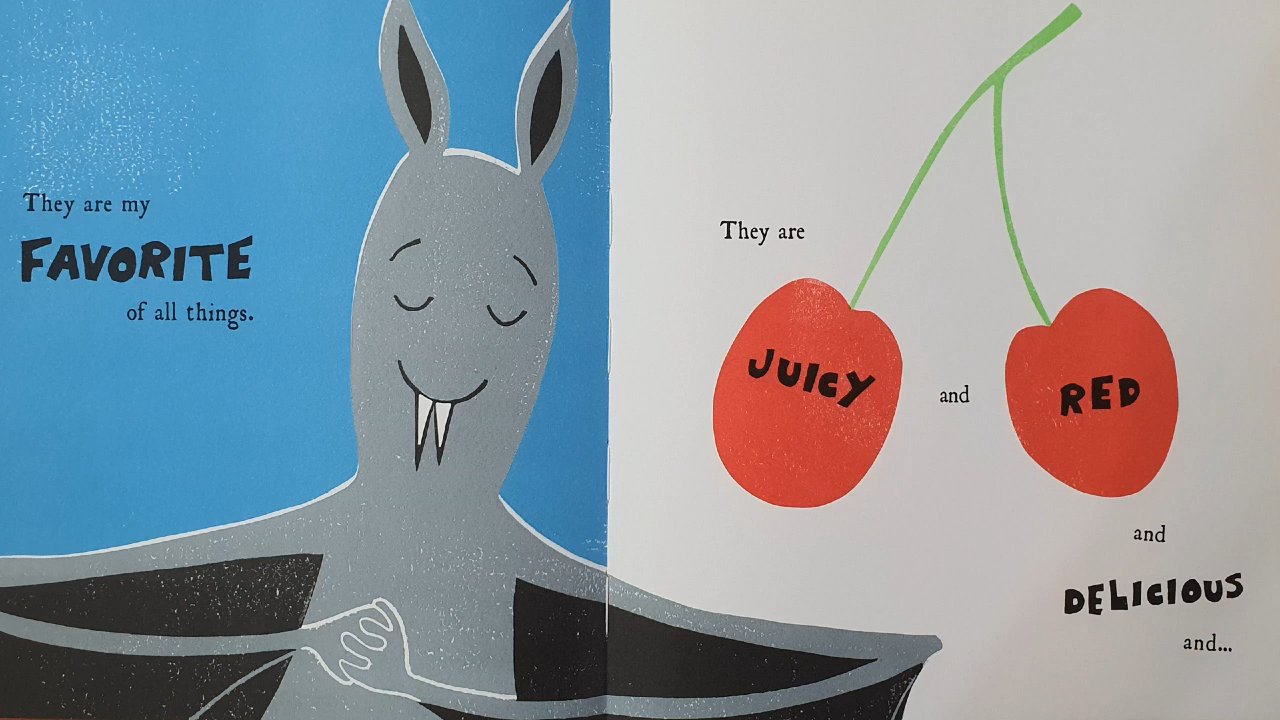 They are my
FAVORITE
of all things.
They are
JUICY and RED
and
DELICIOUS
and...